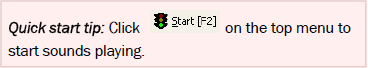 Quick start tip: Click Start [F2] on the top menu to
start sounds playing.